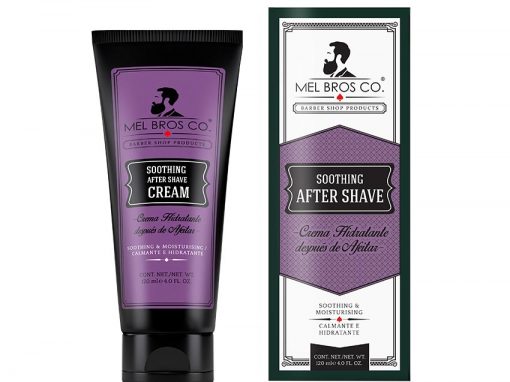 MEL BROS CO.®
BARBER SHOP PRODUCTS
SOOTHING
AFTER SHAVE
CREAM
-Crema Hidratante
después de Afeitar-
SOOTHING & MOISTURISING /
CALMANTE E HIDRATANTE
CONT. NET./NET. WT.
120 ml e 4.0 FL. OZ.
MEL BROS CO.®
BARBER SHOP PRODUCTS
SOOTHING
AFTER SHAVE
-Crema Hidratante
después de Afeitar-
SOOTHING &
MOISTURISING
CALMANTE E
HIDRATANTE
CONT. NET./NET. WT.
120 ml e 4.0 FL. OZ.